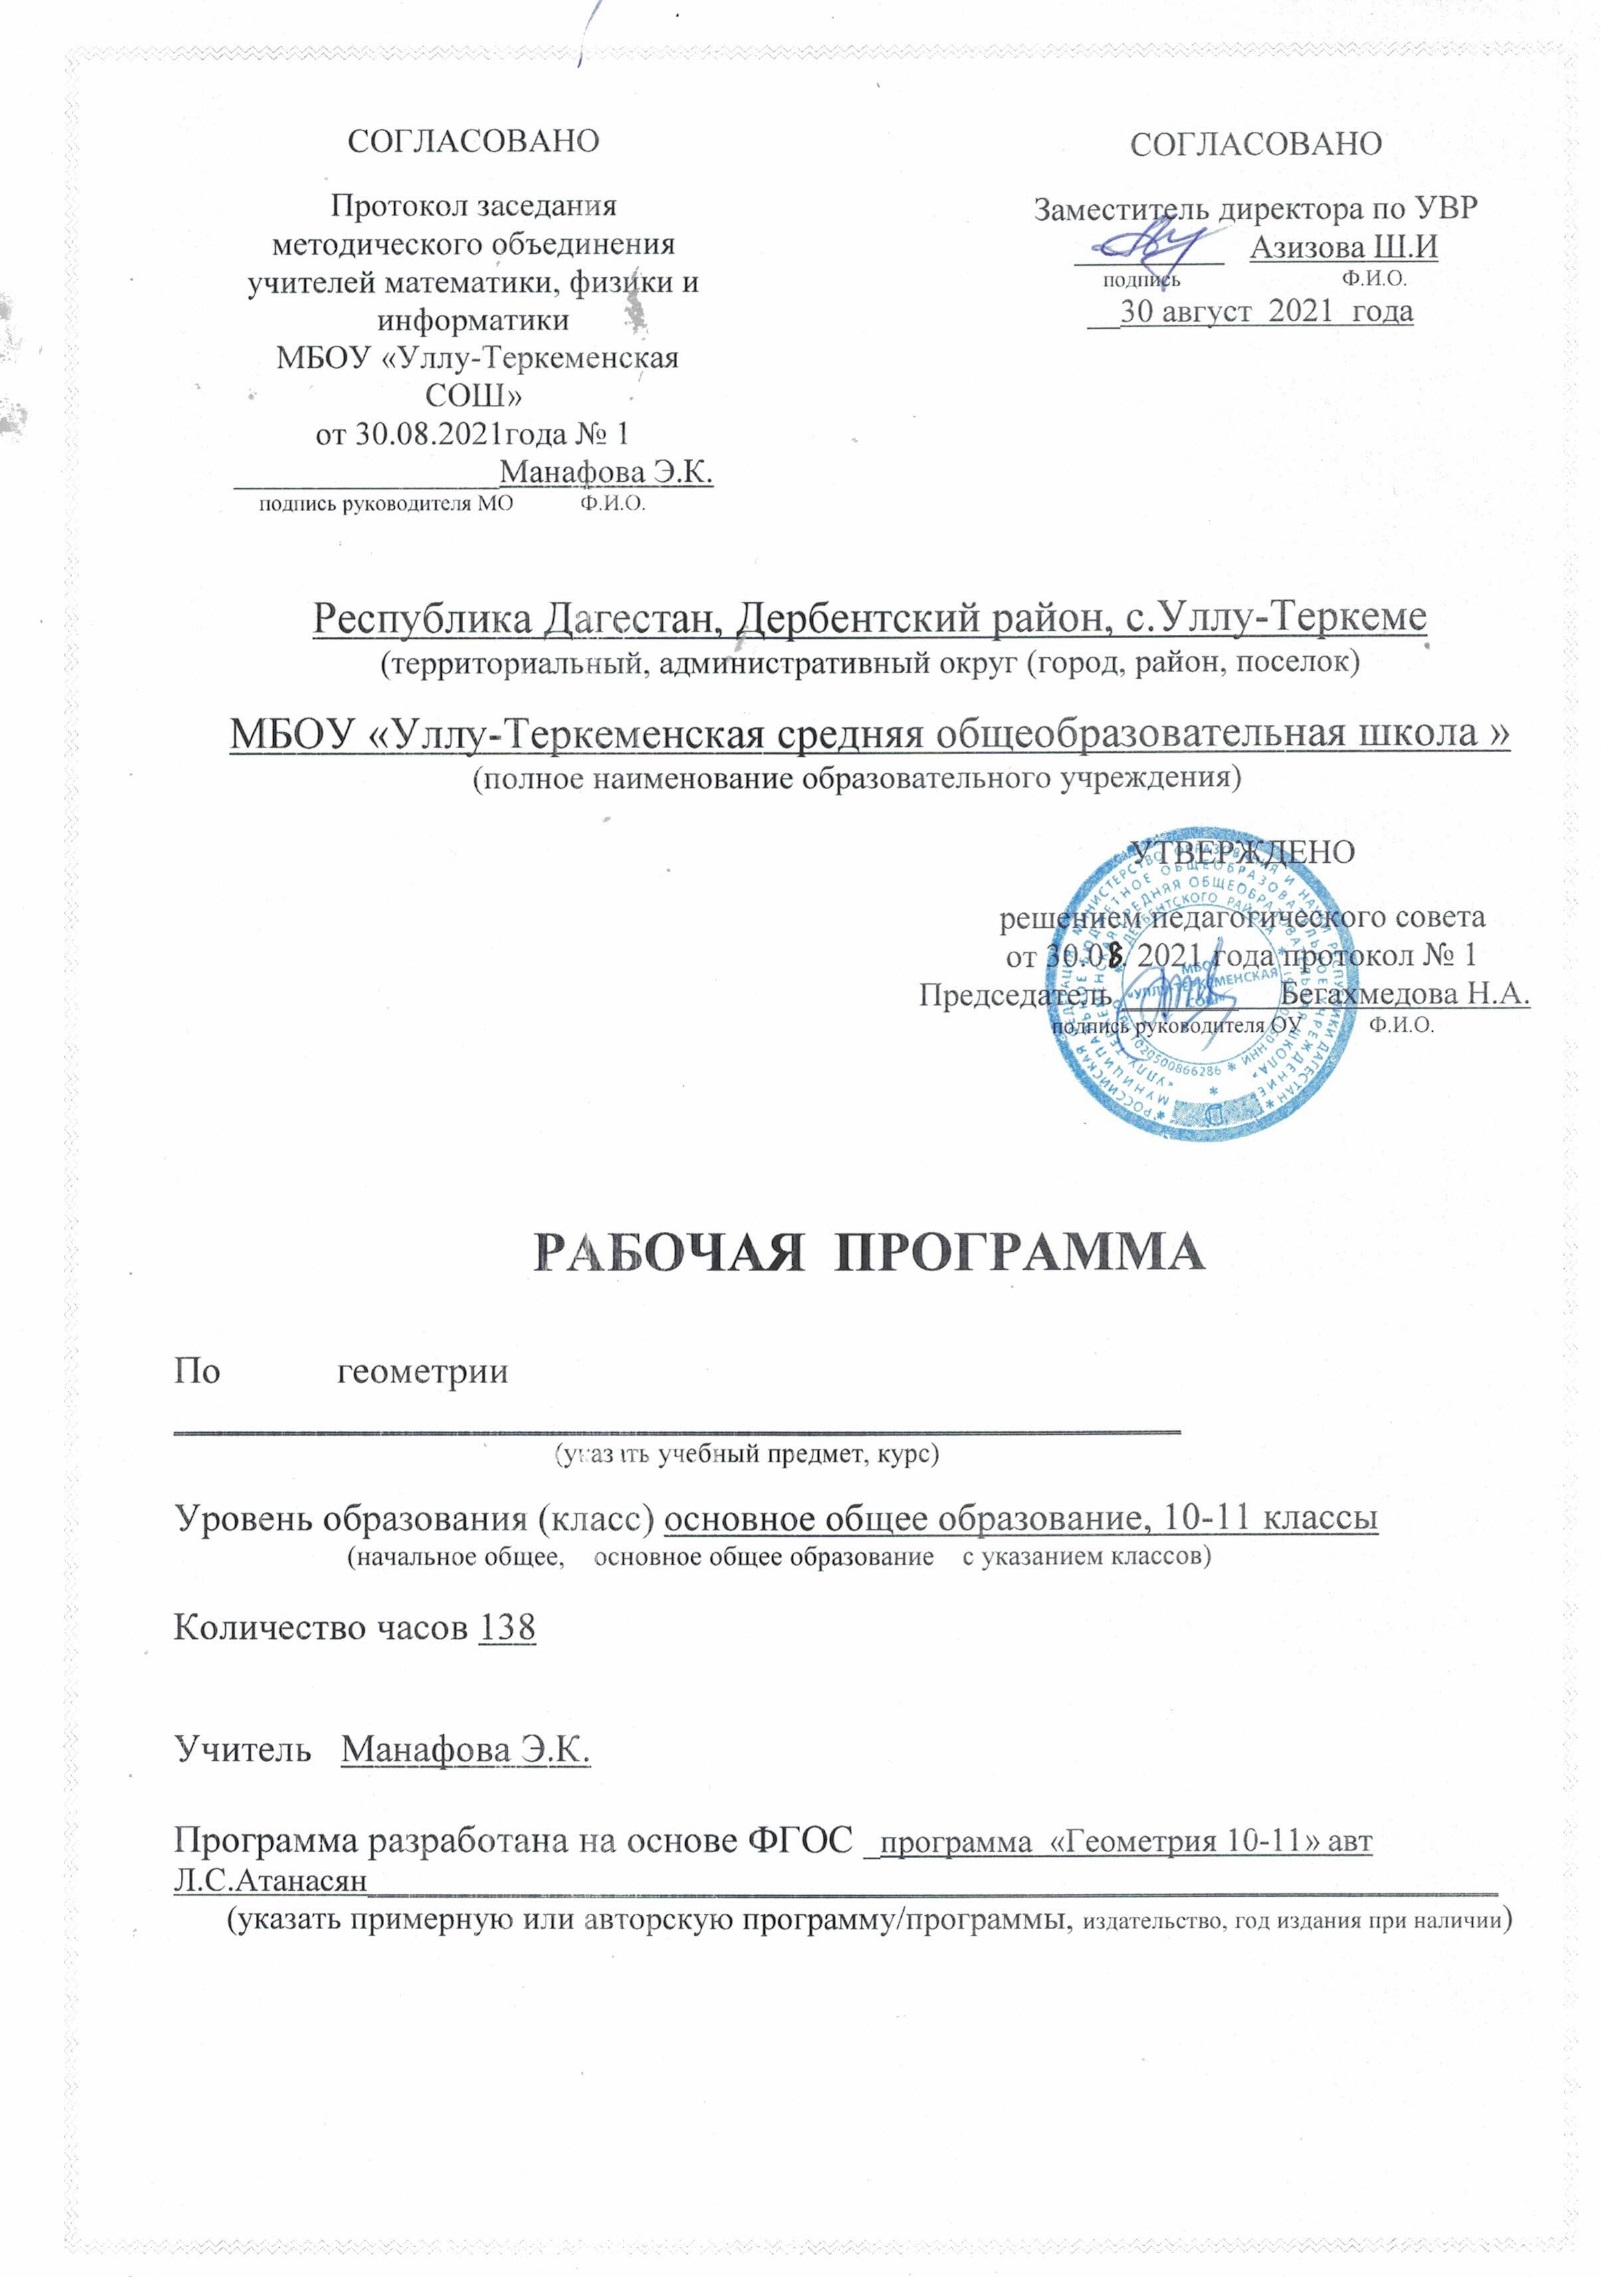 СОГЛАСОВАНО
Протокол заседания
методического объединения
учителей математики, физики и
информатики
МБОУ «Уллу-Теркеменская
СОШ»
от 30.08.2021года № 1
________________Манафова Э.К.
подпись руководителя МО Ф.И.О.
СОГЛАСОВАНО
Заместитель директора по УВР
_________ Азизова Ш.И
подпись Ф.И.О.
__30 август 2021 года
Республика Дагестан, Дербентский район, с.Уллу-Теркеме
(территориальный, административный округ (город, район, поселок)
МБОУ «Уллу-Теркеменская средняя общеобразовательная школа »
(полное наименование образовательного учреждения)
УТВЕРЖДЕНО
решением педагогического совета
от 30.08. 2021 года протокол № 1
Председатель ________ Бегахмедова Н.А.
подпись руководителя ОУ Ф.И.О.
РАБОЧАЯ ПРОГРАММА
По геометрии
(указать учебный предмет, курс)
Уровень образования (класс) основное общее образование, 10-11 классы
(начальное общее, основное общее образование с указанием классов)
Количество часов 138
Учитель Манафова Э.К.
Программа разработана на основе ФГОС _программа «Геометрия 10-11» авт
Л.С.Атанасян
(указать примерную или авторскую программу/программы, издательство, год издания при наличии)